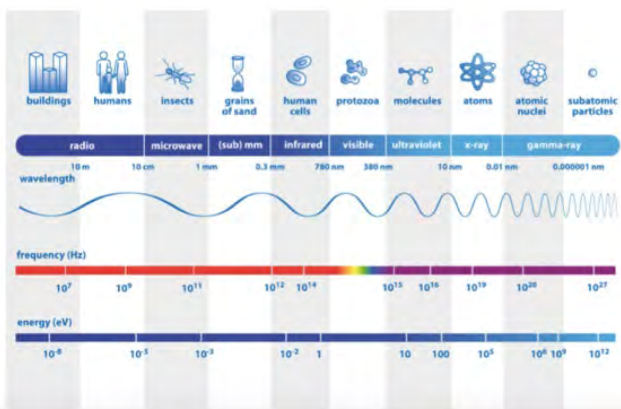 buildings humans insects grains of sand human cells protozoa molecules atoms atomic nuclei subatomic particles
radio microwave (sub) mm infrared visible ultraviolet x-ray gamma-ray
10 m 10 cm 1 mm 0.3 mm 760 nm 380 nm 10 nm 0.01 nm 0.000001 nm
wavelength
frequency (Hz)
10⁷ 10⁹ 10¹¹ 10¹² 10¹⁴ 10¹⁵ 10¹⁶ 10¹⁹ 10²⁰ 10²⁷
energy (eV)
10⁻⁸ 10⁻⁵ 10⁻³ 10⁻² 1 10 100 10⁵ 10⁸ 10⁹ 10¹²